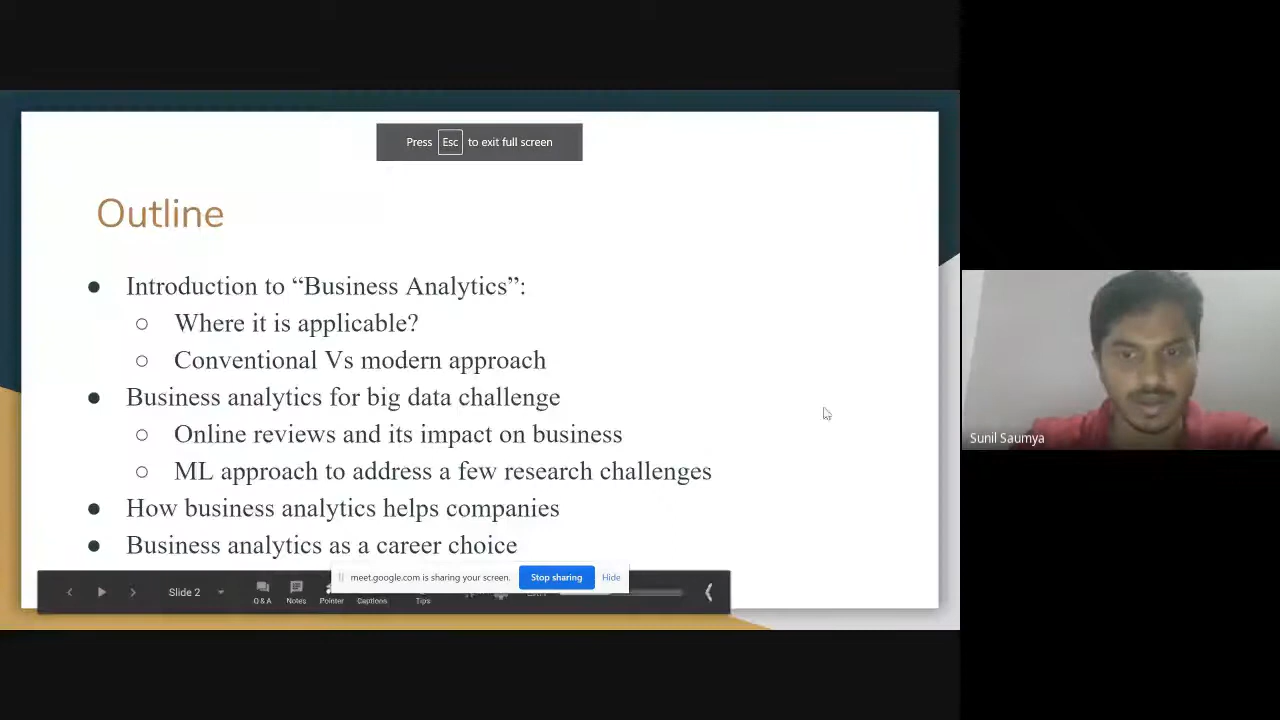 Press Esc to exit full screen
Outline
● Introduction to “Business Analytics”:
○ Where it is applicable?
○ Conventional Vs modern approach
● Business analytics for big data challenge
○ Online reviews and its impact on business
○ ML approach to address a few research challenges
● How business analytics helps companies
● Business analytics as a career choice
meet.google.com is sharing your screen. Stop sharing Hide
Slide 2
Q & A Notes Pointer Captions Tips
Sunil Saumya